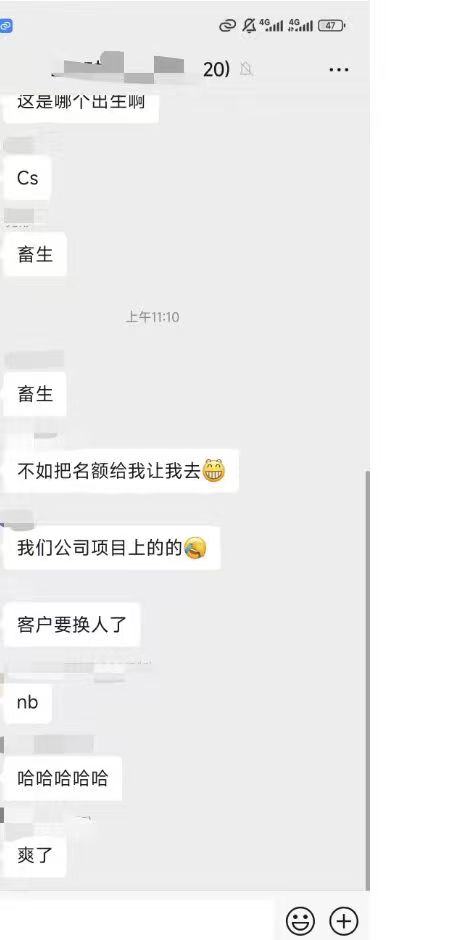 4G 4G 47
20)
这是哪个出生啊
Cs
畜生
上午11:10
畜生
不如把名额给我让我去
我们公司项目上的的
客户要换人了
nb
哈哈哈哈哈
爽了